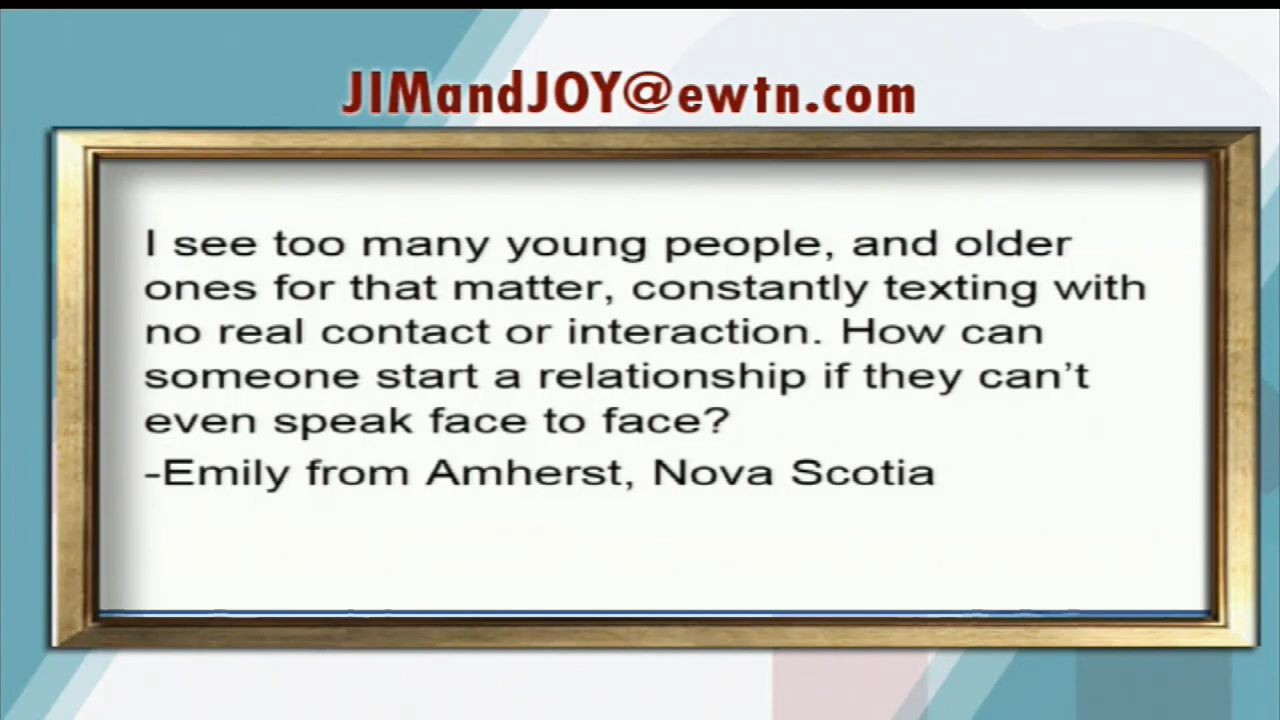 JIMandJOY@ewtn.com
I see too many young people, and older
ones for that matter, constantly texting with
no real contact or interaction. How can
someone start a relationship if they can’t
even speak face to face?
-Emily from Amherst, Nova Scotia